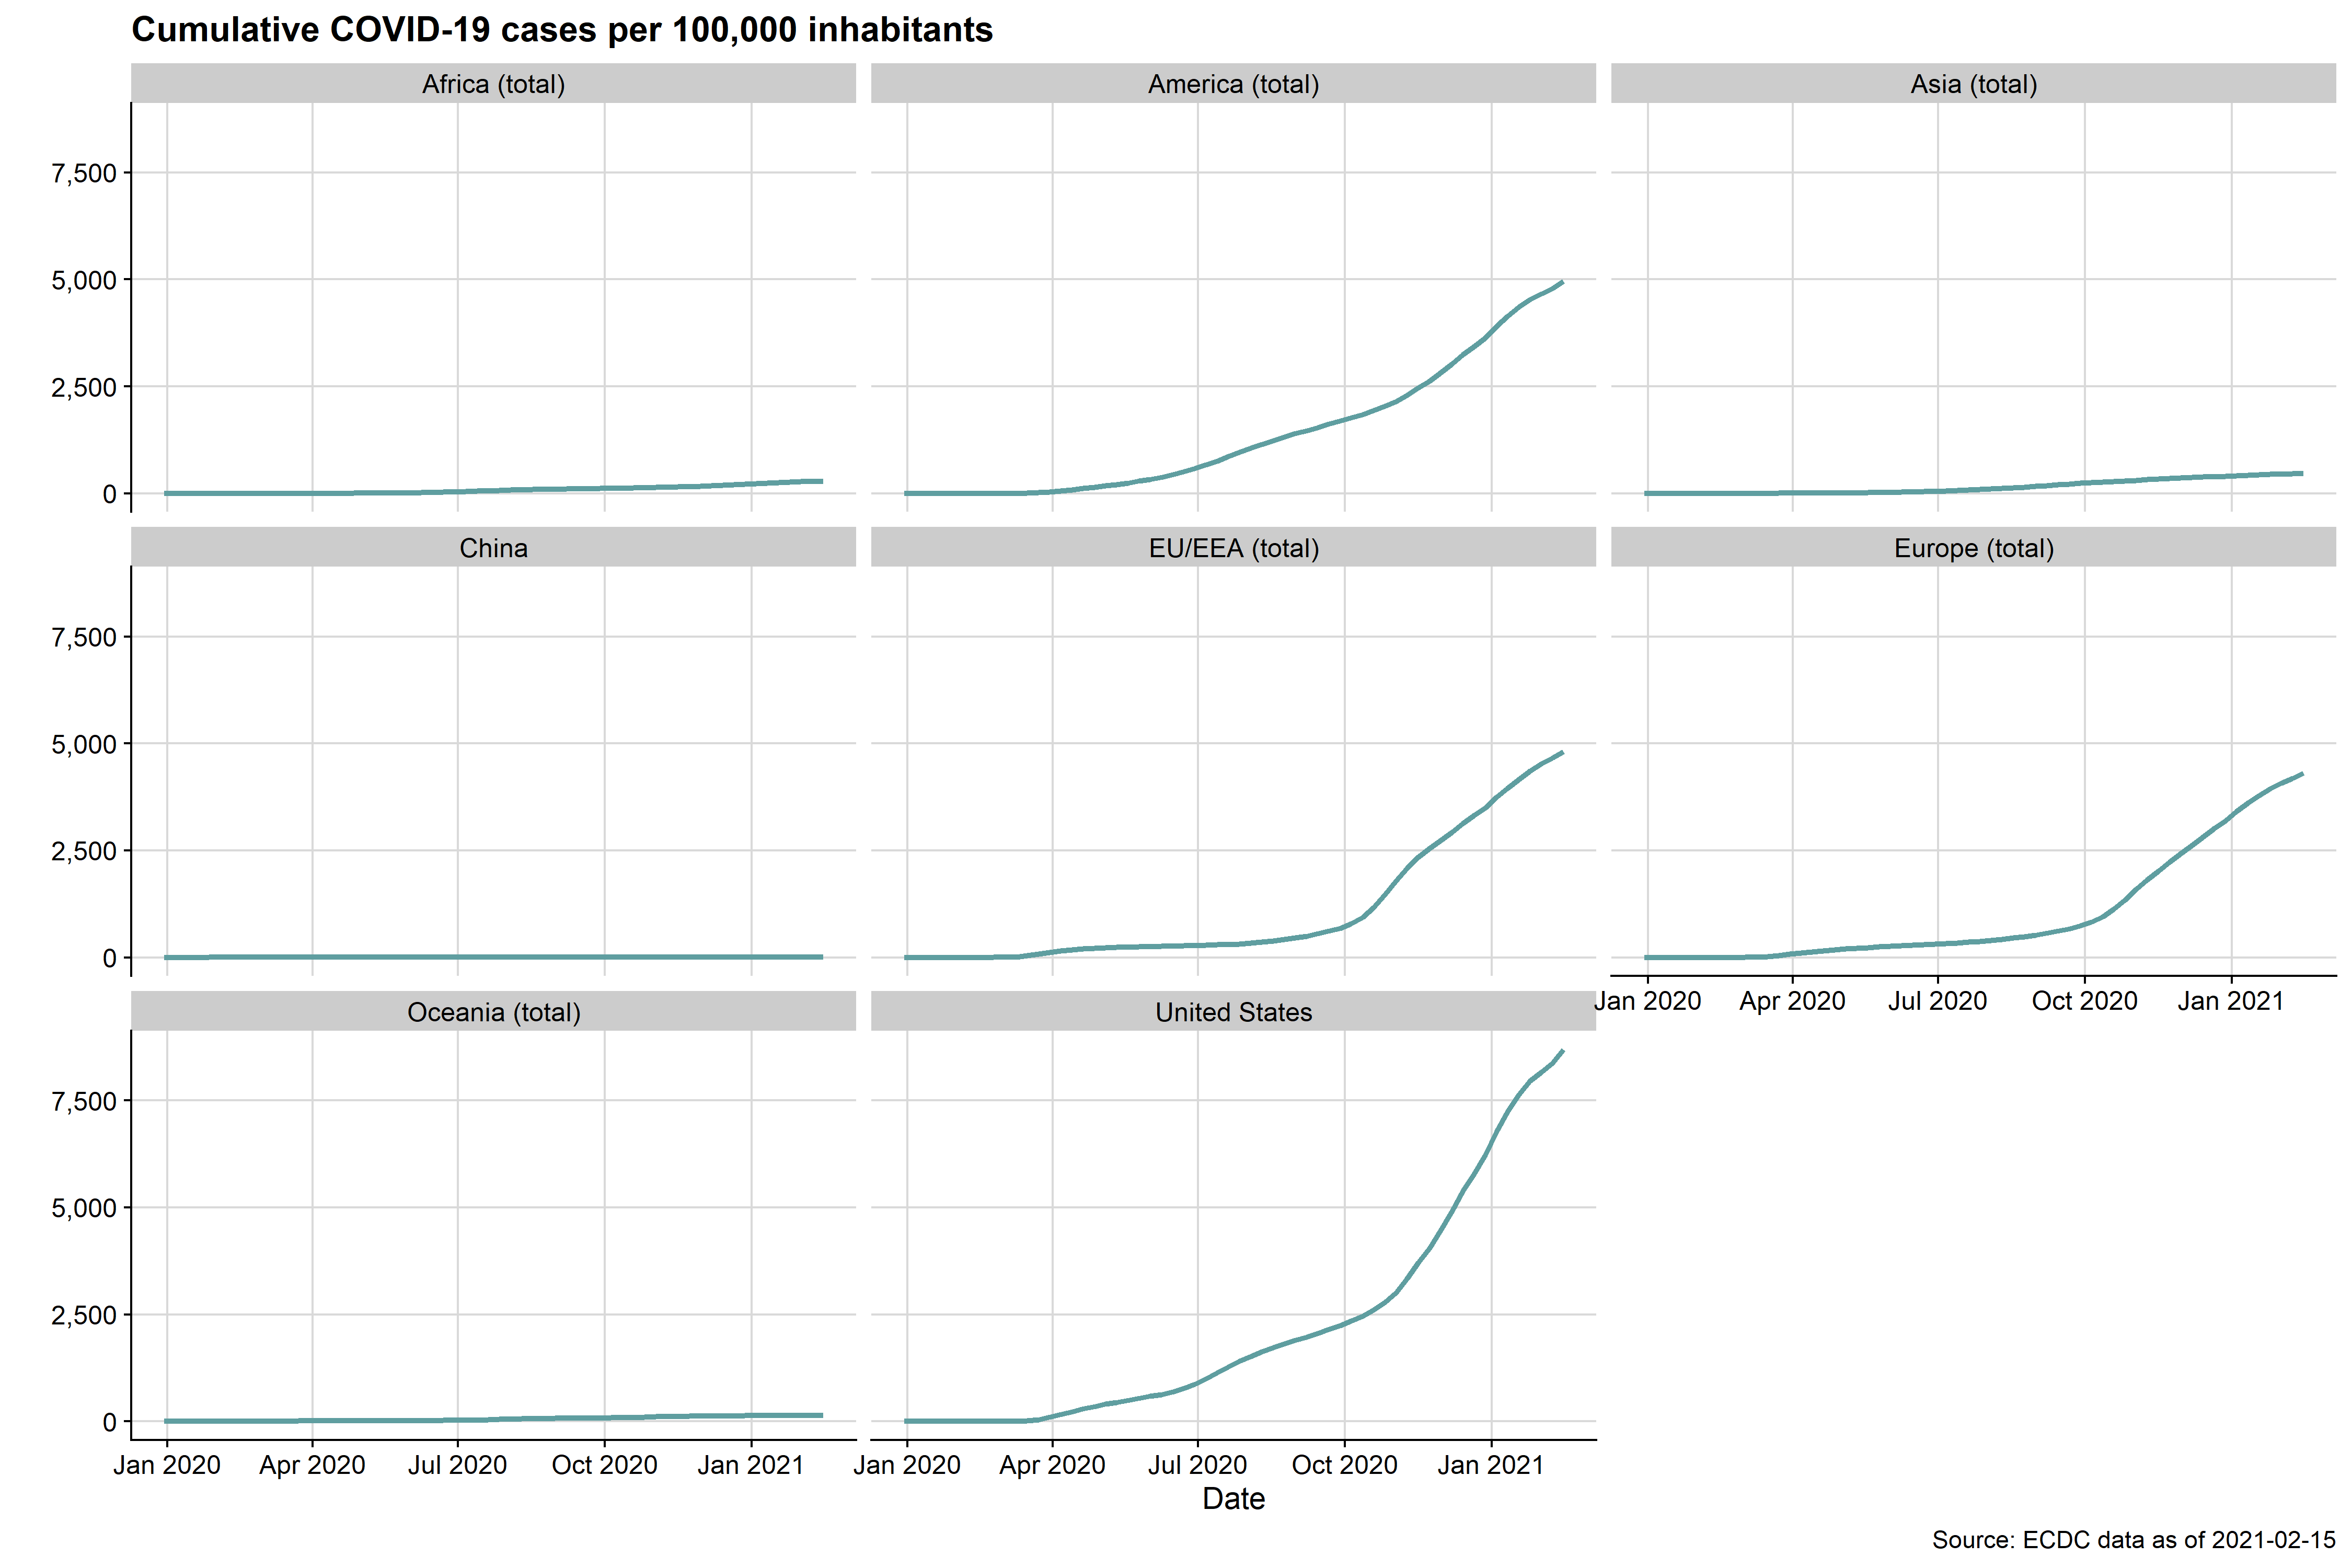 Cumulative COVID-19 cases per 100,000 inhabitants
Africa (total)
America (total)
Asia (total)
7,500
5,000
2,500
0
China
EU/EEA (total)
Europe (total)
7,500
5,000
2,500
0
Jan 2020 Apr 2020 Jul 2020 Oct 2020 Jan 2021
Oceania (total)
United States
7,500
5,000
2,500
0
Jan 2020 Apr 2020 Jul 2020 Oct 2020 Jan 2021
Jan 2020 Apr 2020 Jul 2020 Oct 2020 Jan 2021
Date
Source: ECDC data as of 2021-02-15